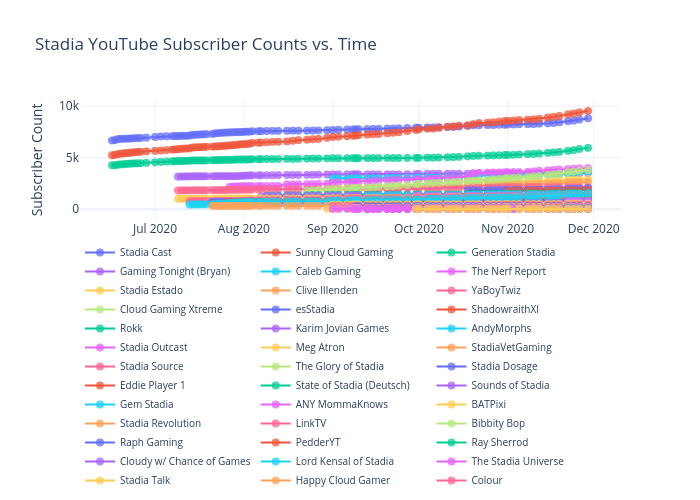 Stadia YouTube Subscriber Counts vs. Time
Subscriber Count
10k
5k
0
Jul 2020 Aug 2020 Sep 2020 Oct 2020 Nov 2020 Dec 2020
Stadia Cast Sunny Cloud Gaming Generation Stadia
Gaming Tonight (Bryan) Caleb Gaming The Nerf Report
Stadia Estado Clive Illenden YaBoyTwiz
Cloud Gaming Xtreme esStadia ShadowraithXI
Rokk Karim Jovian Games AndyMorphs
Stadia Outcast Meg Atron StadiaVetGaming
Stadia Source The Glory of Stadia Stadia Dosage
Eddie Player 1 State of Stadia (Deutsch) Sounds of Stadia
Gem Stadia ANY MommaKnows BATPixi
Stadia Revolution LinkTV Bibbity Bop
Raph Gaming PedderYT Ray Sherrod
Cloudy w/ Chance of Games Lord Kensal of Stadia The Stadia Universe
Stadia Talk Happy Cloud Gamer Colour